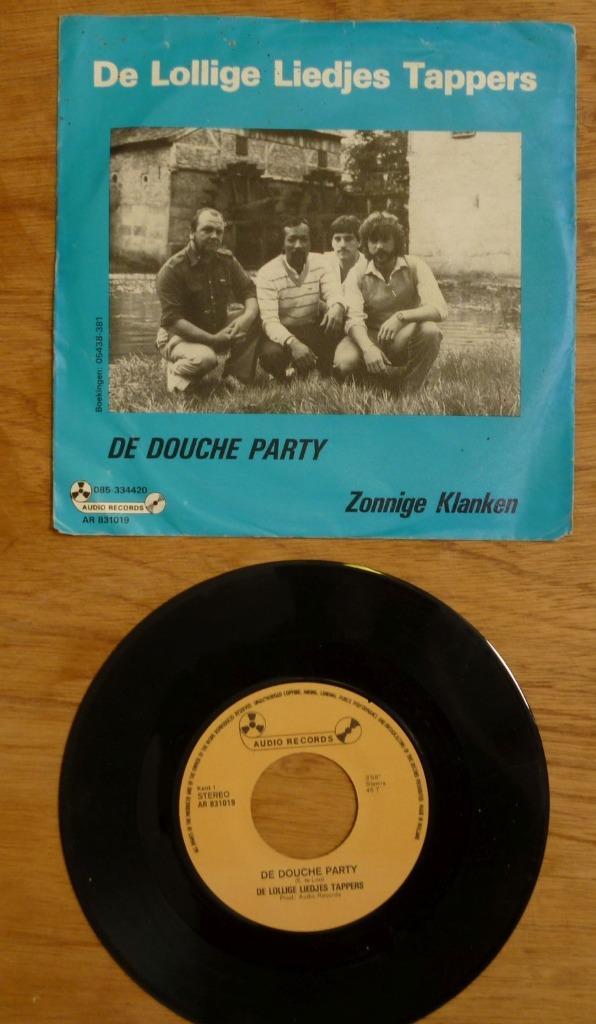 De Lollige Liedjes Tappers
Boekingen: 05438-381
DE DOUCHE PARTY
Zonnige Klanken
085-334420
AUDIO RECORDS
AR 831019
AUDIO RECORDS
Kant 1
STEREO
AR 831019
Stemra
45 T
DE DOUCHE PARTY
DE LOLLIGE LIEDJES TAPPERS
Prod.: Audio Records